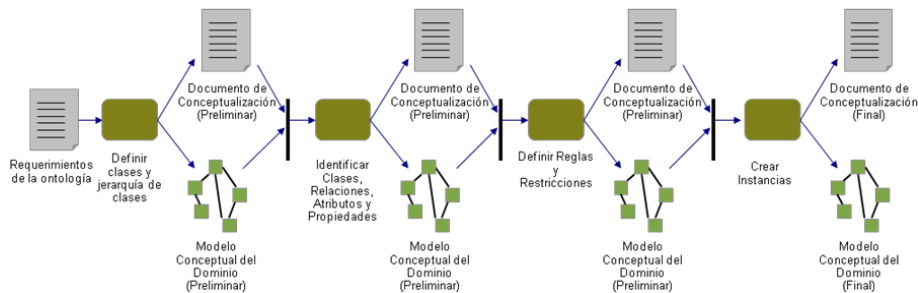 Requerimientos
de la ontología
Definir
clases y
jerarquía de
clases
Documento de
Conceptualización
(Preliminar)
Modelo
Conceptual del
Dominio
(Preliminar)
Identificar
Clases,
Relaciones,
Atributos y
Propiedades
Documento de
Conceptualización
(Preliminar)
Modelo
Conceptual del
Dominio
(Preliminar)
Definir Reglas
y
Restricciones
Documento de
Conceptualización
(Preliminar)
Modelo
Conceptual del
Dominio
(Preliminar)
Crear
Instancias
Documento de
Conceptualización
(Final)
Modelo
Conceptual del
Dominio
(Final)